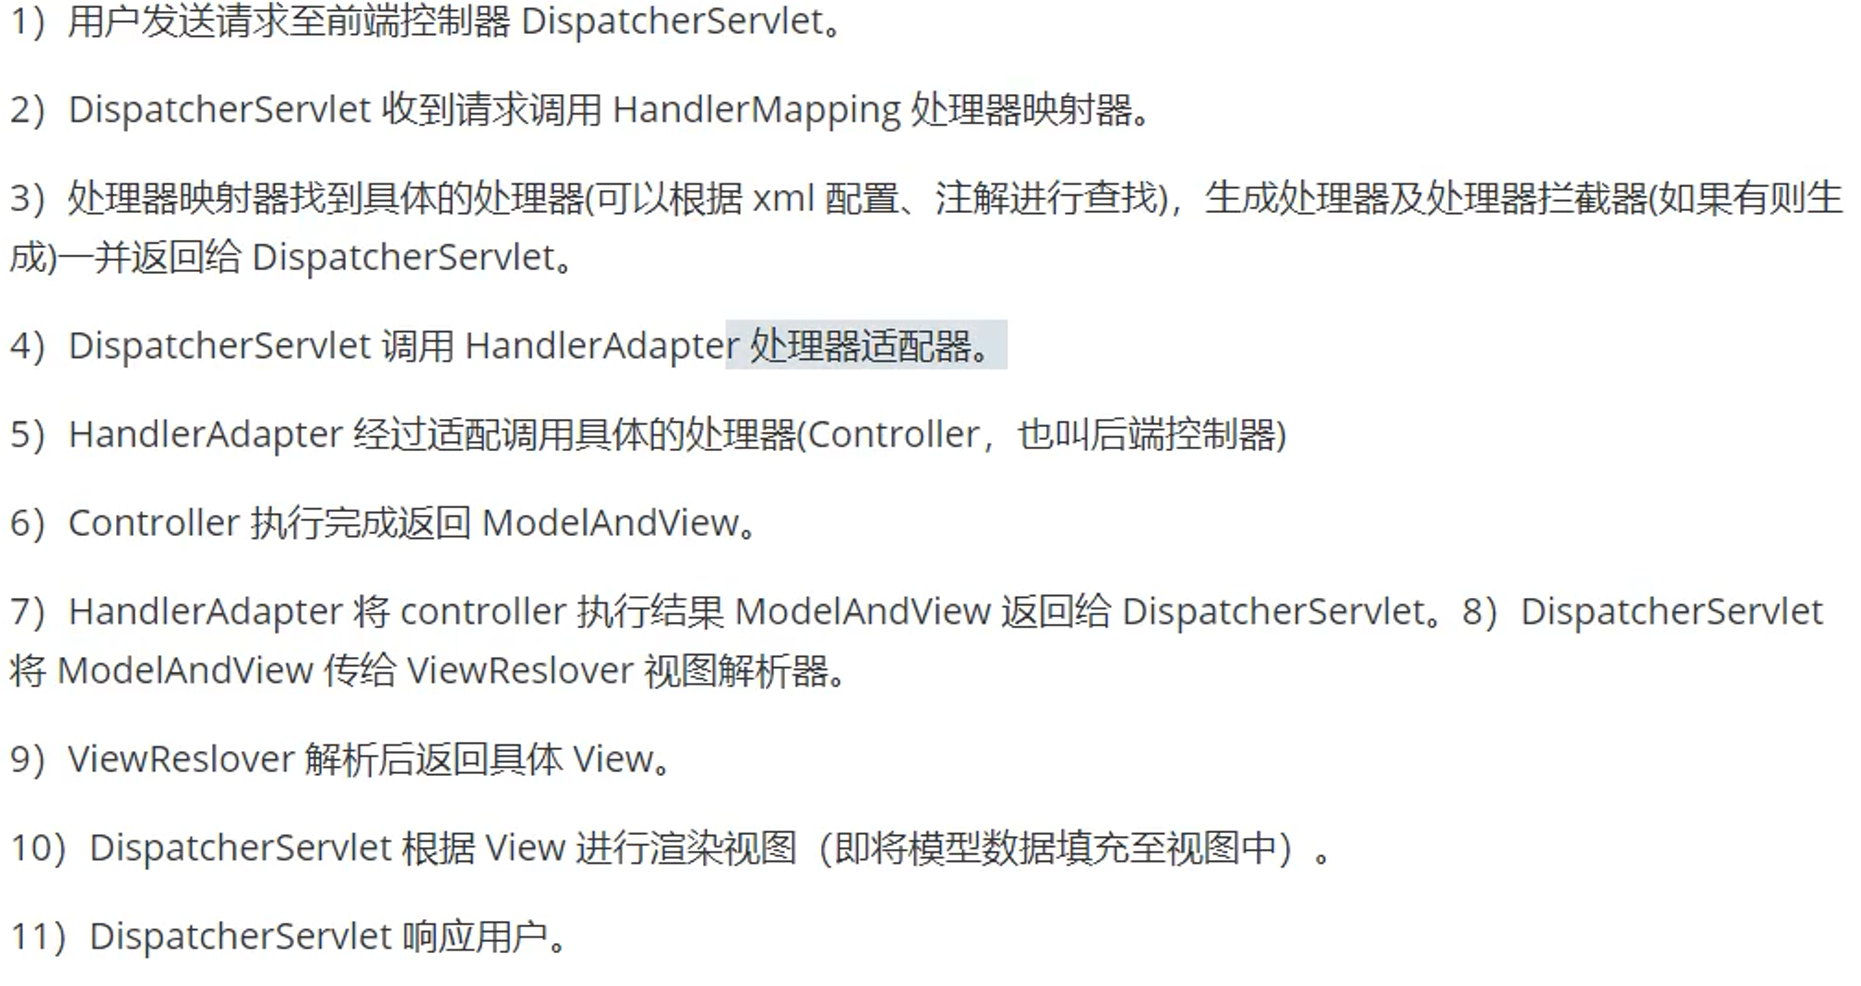 1）用户发送请求至前端控制器 DispatcherServlet。
2）DispatcherServlet 收到请求调用 HandlerMapping 处理器映射器。
3）处理器映射器找到具体的处理器(可以根据 xml 配置、注解进行查找)，生成处理器及处理器拦截器(如果有则生
成)一并返回给 DispatcherServlet。
4）DispatcherServlet 调用 HandlerAdapter 处理器适配器。
5）HandlerAdapter 经过适配调用具体的处理器(Controller，也叫后端控制器)
6）Controller 执行完成返回 ModelAndView。
7）HandlerAdapter 将 controller 执行结果 ModelAndView 返回给 DispatcherServlet。8）DispatcherServlet
将 ModelAndView 传给 ViewReslover 视图解析器。
9）ViewReslover 解析后返回具体 View。
10）DispatcherServlet 根据 View 进行渲染视图（即将模型数据填充至视图中）。
11）DispatcherServlet 响应用户。